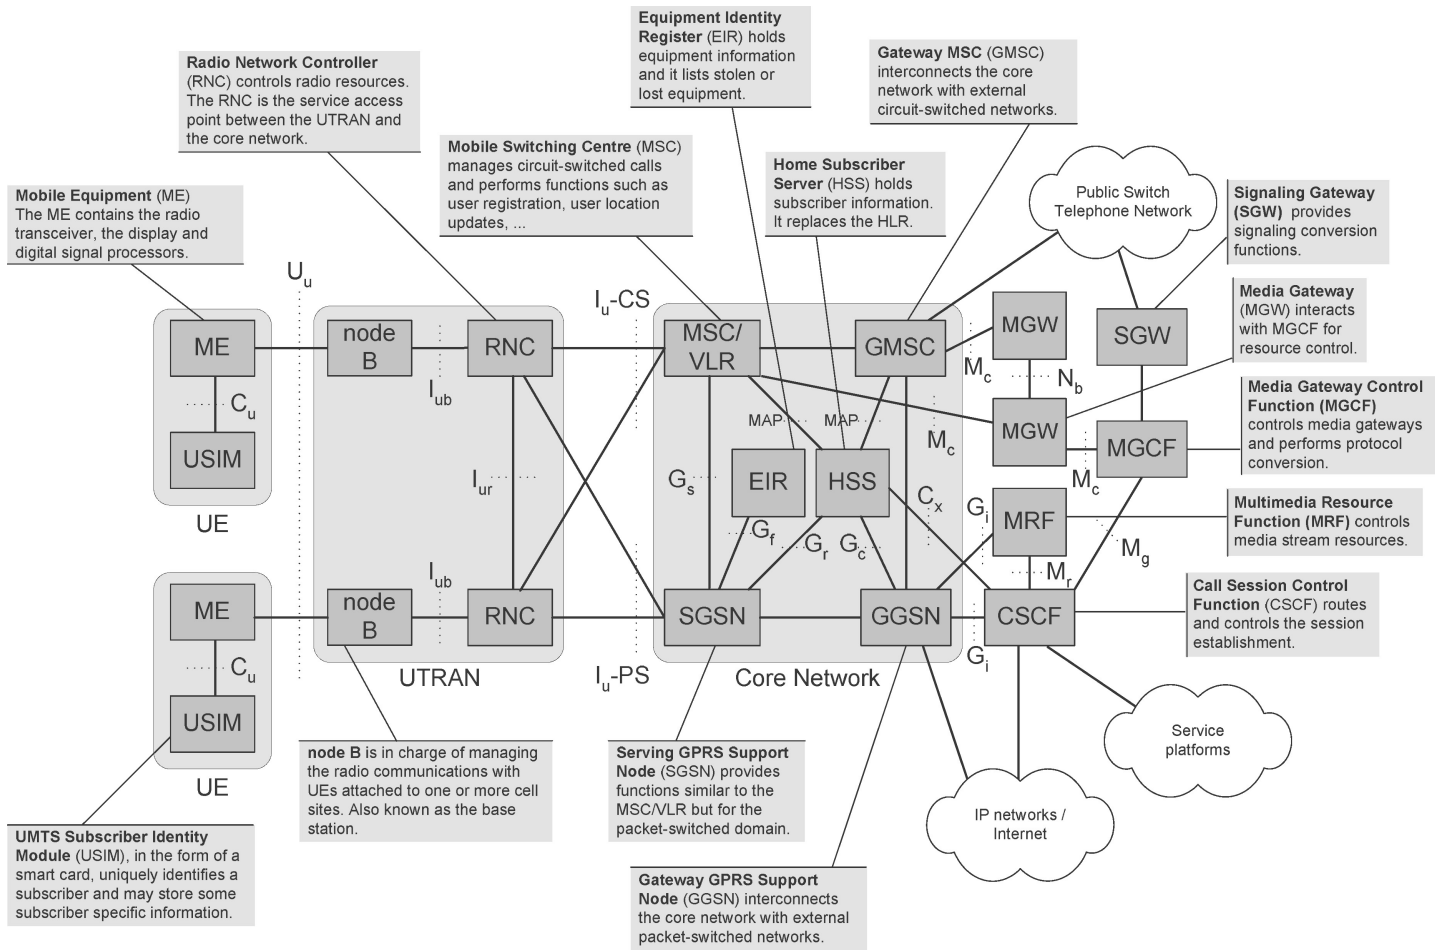 Equipment Identity
Register (EIR) holds
equipment information
and it lists stolen or
lost equipment.
Gateway MSC (GMSC)
interconnects the core
network with external
circuit-switched networks.
Radio Network Controller
(RNC) controls radio resources.
The RNC is the service access
point between the UTRAN and
the core network.
Mobile Switching Centre (MSC)
manages circuit-switched calls
and performs functions such as
user registration, user location
updates, ...
Home Subscriber
Server (HSS) holds
subscriber information.
It replaces the HLR.
Public Switch
Telephone Network
Signaling Gateway
(SGW) provides
signaling conversion
functions.
Mobile Equipment (ME)
The ME contains the radio
transceiver, the display and
digital signal processors.
Media Gateway
(MGW) interacts
with MGCF for
resource control.
Media Gateway Control
Function (MGCF)
controls media gateways
and performs protocol
conversion.
Multimedia Resource
Function (MRF) controls
media stream resources.
Call Session Control
Function (CSCF) routes
and controls the session
establishment.
Uu
Iu-CS
ME
node
B
RNC
MSC/
VLR
GMSC
MGW
SGW
Mc
Nb
Iub
Cu
MAP
MAP
Mc
MGW
MGCF
Mc
USIM
UE
Iur
Gs
EIR
HSS
Cx
Gi
MRF
Mg
Gf
Gr
Gc
Mr
Iub
ME
node
B
RNC
SGSN
GGSN
CSCF
Gi
Cu
UTRAN
Iu-PS
Core Network
USIM
UE
Service
platforms
IP networks /
Internet
node B is in charge of managing
the radio communications with
UEs attached to one or more cell
sites. Also known as the base
station.
Serving GPRS Support
Node (SGSN) provides
functions similar to the
MSC/VLR but for the
packet-switched domain.
UMTS Subscriber Identity
Module (USIM), in the form of a
smart card, uniquely identifies a
subscriber and may store some
subscriber specific information.
Gateway GPRS Support
Node (GGSN) interconnects
the core network with external
packet-switched networks.